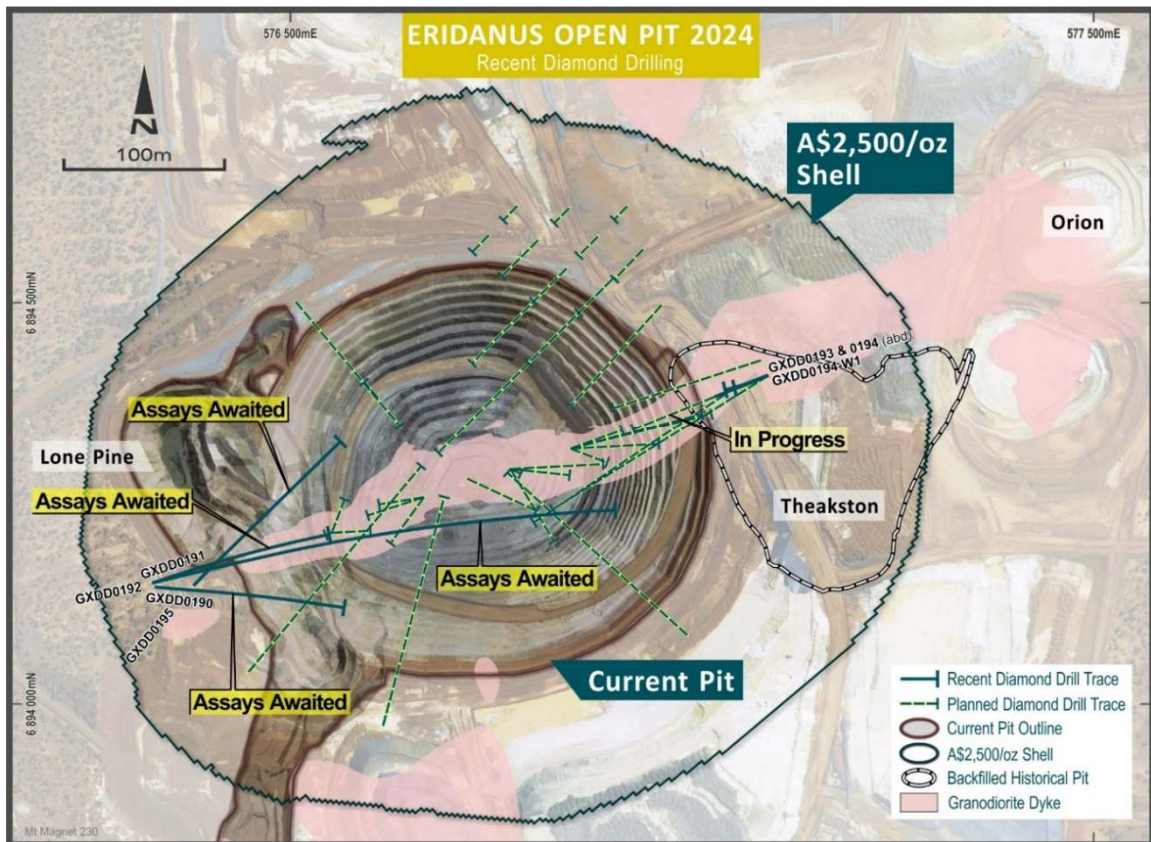 576 500mE
577 500mE
ERIDANUS OPEN PIT 2024
Recent Diamond Drilling
N
100m
A$2,500/oz
Shell
Orion
6 894 500mN
GXDD0193 & 0194 (abd)
GXDD0194-W1
Assays Awaited
In Progress
Lone Pine
Assays Awaited
Theakston
GXDD0191
Assays Awaited
GXDD0192
GXDD0190
GXDD0195
Assays Awaited
Current Pit
6 894 000mN
Recent Diamond Drill Trace
Planned Diamond Drill Trace
Current Pit Outline
A$2,500/oz Shell
Backfilled Historical Pit
Granodiorite Dyke
Mt Magnet 230